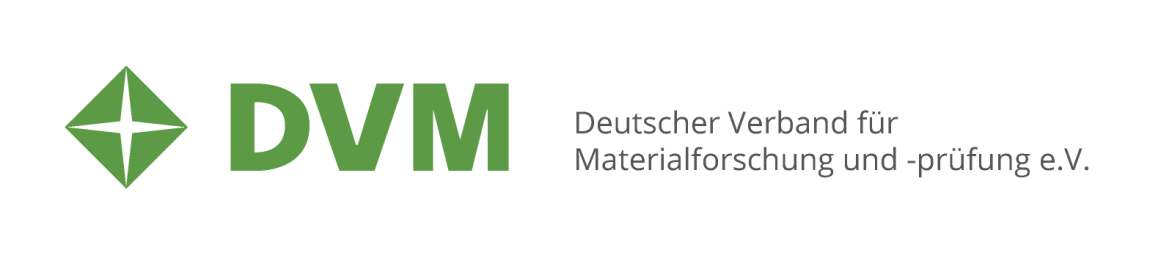 DVM
Deutscher Verband für
Materialforschung und -prüfung e.V.